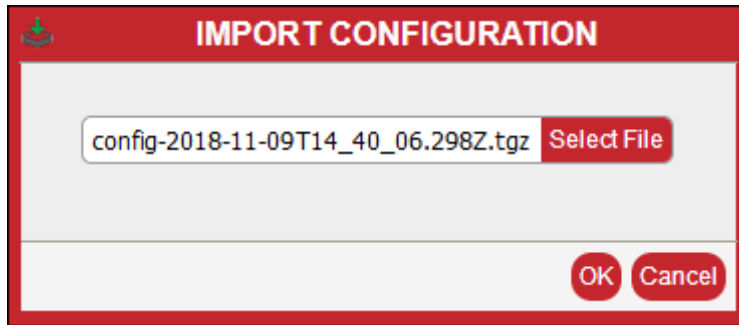 IMPORT CONFIGURATION
config-2018-11-09T14_40_06.298Z.tgz Select File
OK Cancel